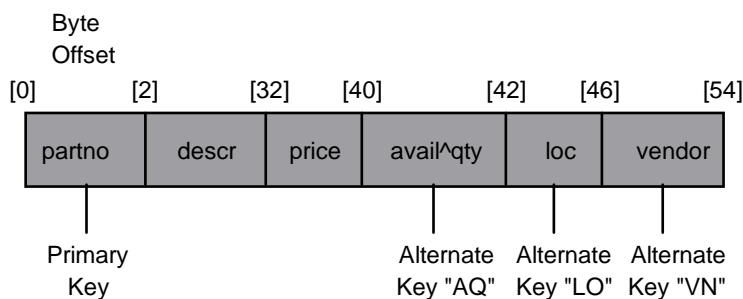 Byte
Offset
[0] [2] [32] [40] [42] [46] [54]
partno descr price avail^qty loc vendor
Primary Alternate Alternate Alternate
Key Key "AQ" Key "LO" Key "VN"